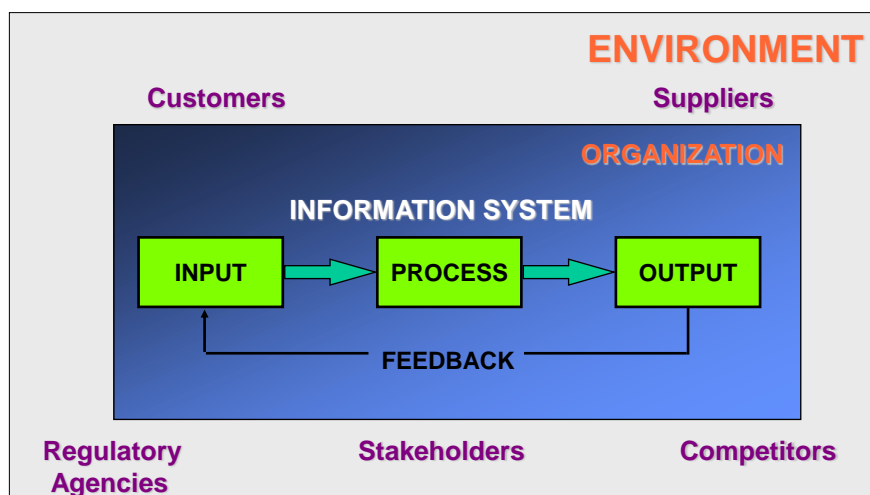 ENVIRONMENT
Customers
Suppliers
ORGANIZATION
INFORMATION SYSTEM
INPUT
PROCESS
OUTPUT
FEEDBACK
Regulatory
Agencies
Stakeholders
Competitors